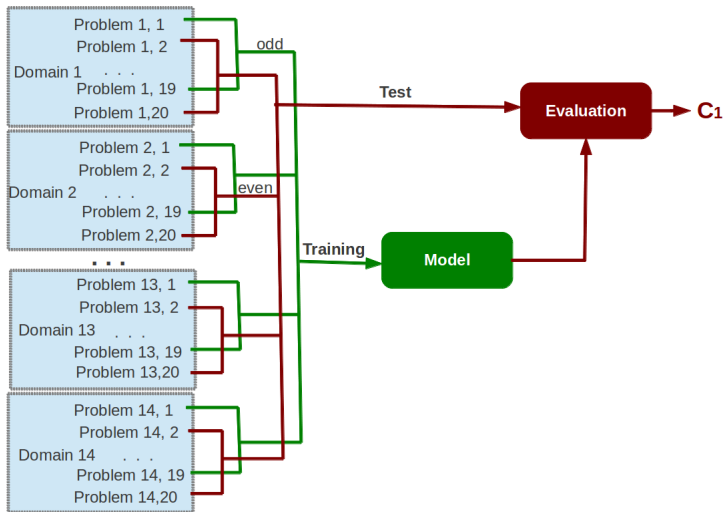 Problem 1, 1
odd
Problem 1, 2
Domain 1 . . .
Problem 1, 19
Problem 1,20
Test
Evaluation
C1
Problem 2, 1
Problem 2, 2
Domain 2 . . .
even
Problem 2, 19
Problem 2,20
. . .
Training
Model
Problem 13, 1
Problem 13, 2
Domain 13 . . .
Problem 13, 19
Problem 13,20
Problem 14, 1
Problem 14, 2
Domain 14 . . .
Problem 14, 19
Problem 14,20